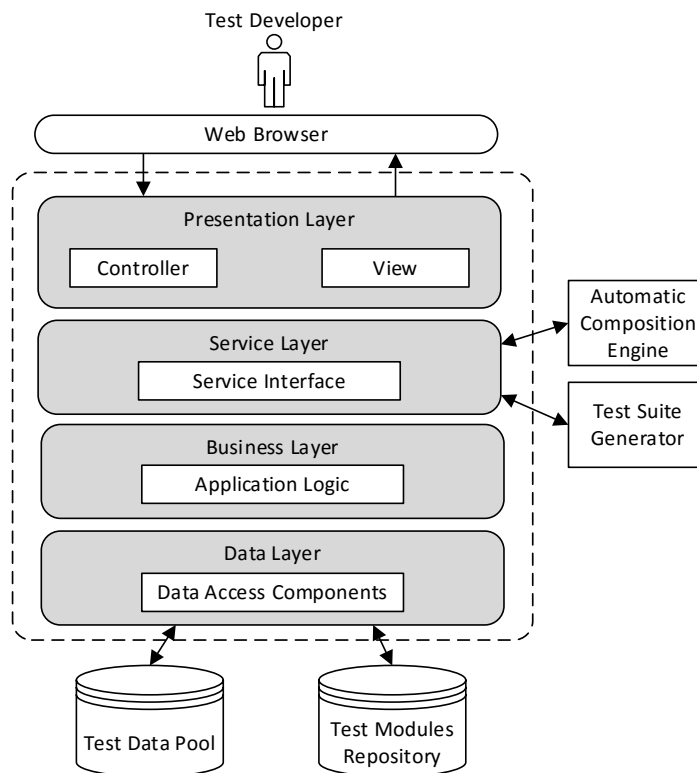 Test Developer
Web Browser
Presentation Layer
Controller
View
Service Layer
Service Interface
Automatic
Composition
Engine
Test Suite
Generator
Business Layer
Application Logic
Data Layer
Data Access Components
Test Data Pool
Test Modules
Repository